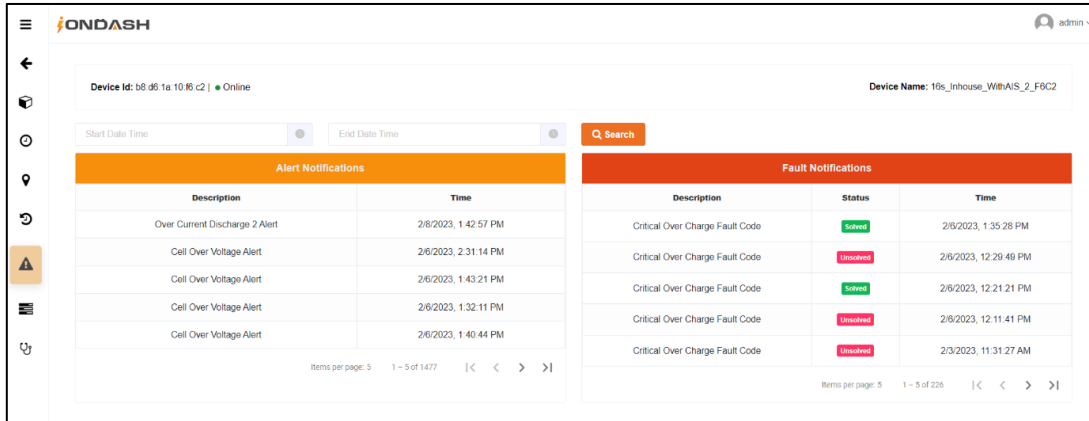 IONDASH
admin
Device Id: b8:d6:1a:10:f6:c2 | Online
Device Name: 16s_Inhouse_WithAIS_2_F6C2
Start Date Time
End Date Time
Search
Alert Notifications
Description Time
Over Current Discharge 2 Alert 2/8/2023, 1:42:57 PM
Cell Over Voltage Alert 2/6/2023, 2:31:14 PM
Cell Over Voltage Alert 2/6/2023, 1:43:21 PM
Cell Over Voltage Alert 2/6/2023, 1:32:11 PM
Cell Over Voltage Alert 2/6/2023, 1:40:44 PM
Items per page: 5 1 – 5 of 1477
Fault Notifications
Description Status Time
Critical Over Charge Fault Code Solved 2/6/2023, 1:35:28 PM
Critical Over Charge Fault Code Unsolved 2/6/2023, 12:29:49 PM
Critical Over Charge Fault Code Solved 2/6/2023, 12:21:21 PM
Critical Over Charge Fault Code Unsolved 2/6/2023, 12:11:41 PM
Critical Over Charge Fault Code Unsolved 2/3/2023, 11:31:27 AM
Items per page: 5 1 – 5 of 226